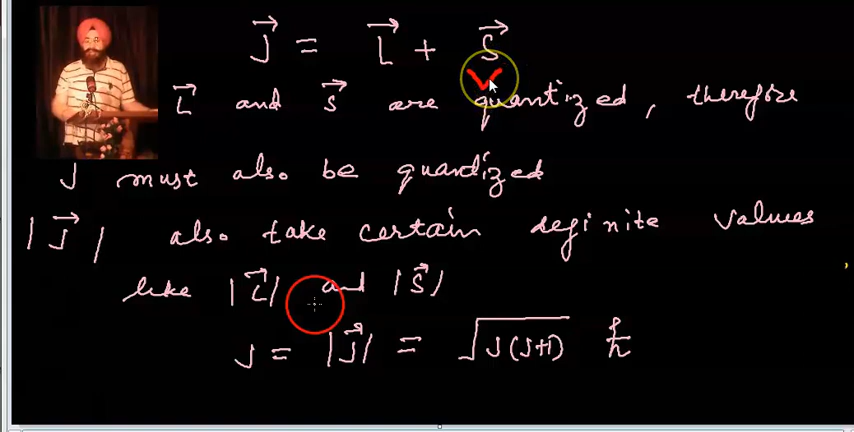 J⃗ = L⃗ + S⃗
L⃗ and S⃗ are quantized, therefore
J must also be quantized
|J⃗| also take certain definite values
like |L⃗| and |S⃗|
J = |J⃗| = √J(J+1) ħ